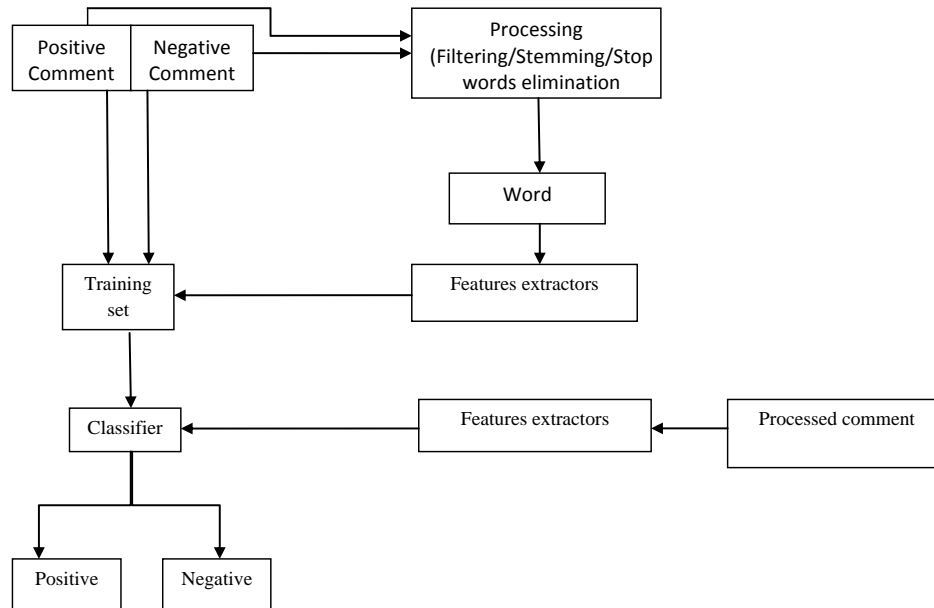 Positive
Comment
Negative
Comment
Processing
(Filtering/Stemming/Stop
words elimination
Word
Training
set
Features extractors
Classifier
Features extractors
Processed comment
Positive
Negative